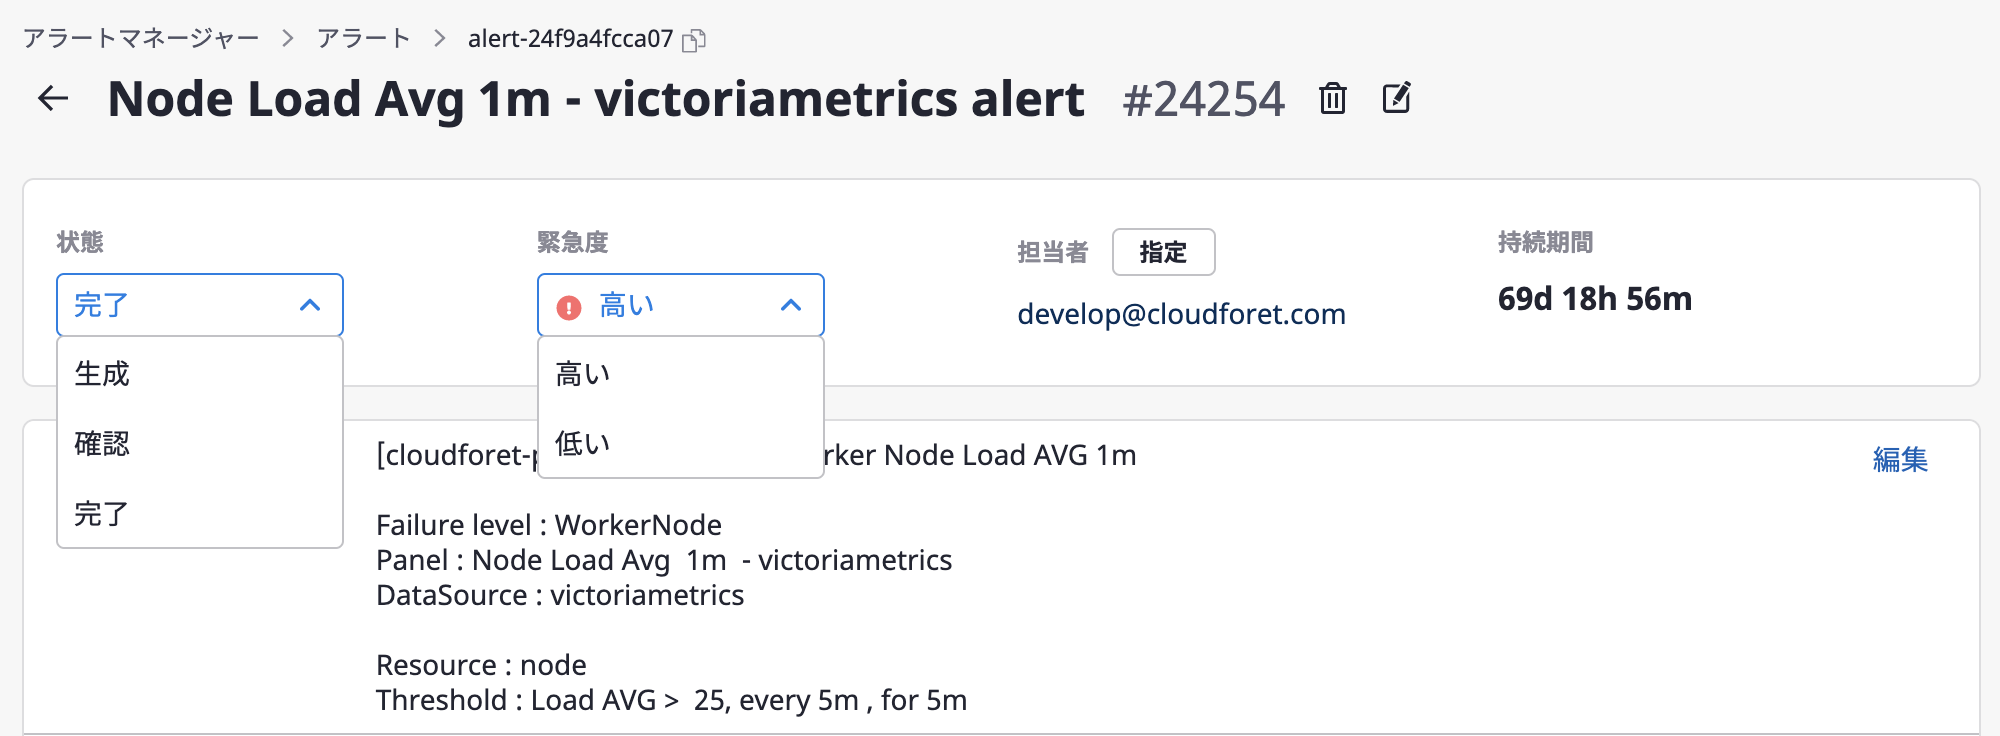 アラートマネージャー > アラート > alert-24f9a4fcca07
Node Load Avg 1m - victoriametrics alert #24254
状態
完了
生成
確認
完了
緊急度
高い
高い
低い
担当者 指定
develop@cloudforet.com
持続期間
69d 18h 56m
[cloudforet- rker Node Load AVG 1m
編集
Failure level : WorkerNode
Panel : Node Load Avg 1m - victoriametrics
DataSource : victoriametrics
Resource : node
Threshold : Load AVG > 25, every 5m , for 5m